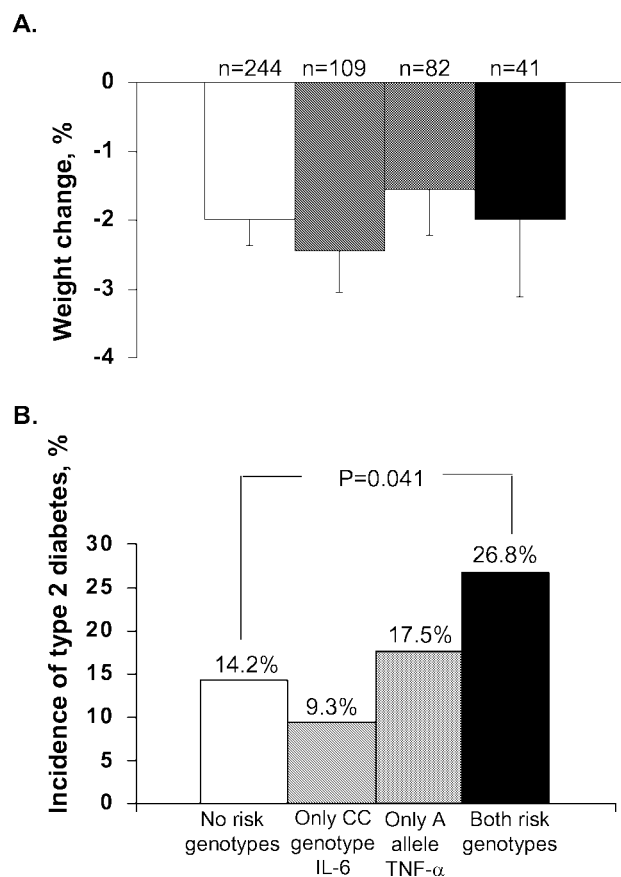 A.
n=244 n=109 n=82 n=41
0
-1
-2
-3
-4
Weight change, %
B.
Incidence of type 2 diabetes, %
P=0.041
30
25
20
15
10
5
0
14.2%
9.3%
17.5%
26.8%
No risk
genotypes
Only CC
genotype
IL-6
Only A
allele
TNF-α
Both risk
genotypes